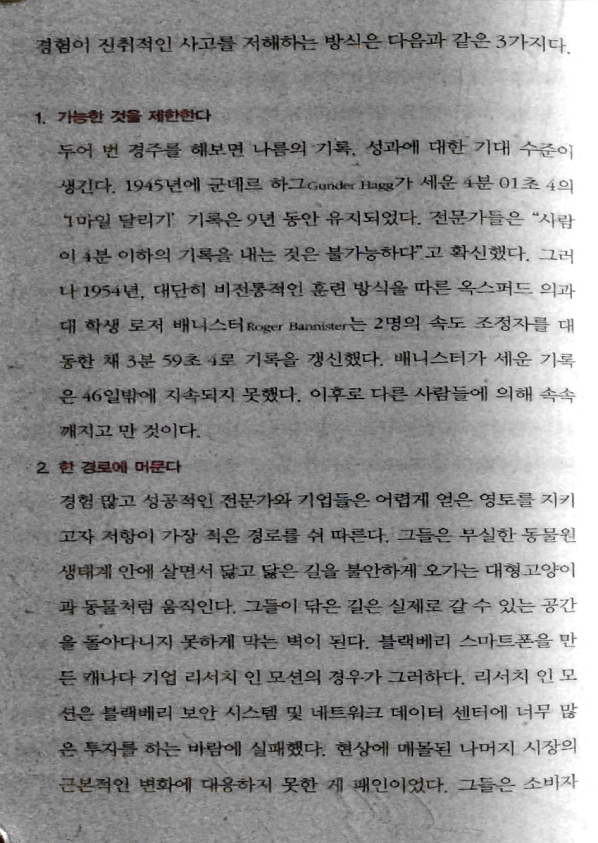 경험이 진취적인 사고를 저해하는 방식은 다음과 같은 3가지다.
1. 가능한 것을 제한한다
두어 번 경주를 해보면 나름의 기록, 성과에 대한 기대 수준이
생긴다. 1945년에 군데르 하그Gunder Hagg가 세운 4분 01초 4의
'1마일 달리기' 기록은 9년 동안 유지되었다. 전문가들은 “사람
이 4분 이하의 기록을 내는 짓은 불가능하다”고 확신했다. 그러
나 1954년, 대단히 비전통적인 훈련 방식을 따른 옥스퍼드 의과
대 학생 로저 배니스터Roger Bannister는 2명의 속도 조정자를 대
동한 채 3분 59초 4로 기록을 갱신했다. 배니스터가 세운 기록
은 46일밖에 지속되지 못했다. 이후로 다른 사람들에 의해 속속
깨지고 만 것이다.
2. 한 경로에 머문다
경험 많고 성공적인 전문가와 기업들은 어렵게 얻은 영토를 지키
고자 저항이 가장 적은 경로를 쉬 따른다. 그들은 부실한 동물원
생태계 안에 살면서 닳고 닳은 길을 불안하게 오가는 대형고양이
과 동물처럼 움직인다. 그들이 닦은 길은 실제로 갈 수 있는 공간
을 돌아다니지 못하게 막는 벽이 된다. 블랙베리 스마트폰을 만
든 캐나다 기업 리서치 인 모션의 경우가 그러하다. 리서치 인 모
션은 블랙베리 보안 시스템 및 네트워크 데이터 센터에 너무 많
은 투자를 하는 바람에 실패했다. 현상에 매몰된 나머지 시장의
근본적인 변화에 대응하지 못한 게 패인이었다. 그들은 소비자